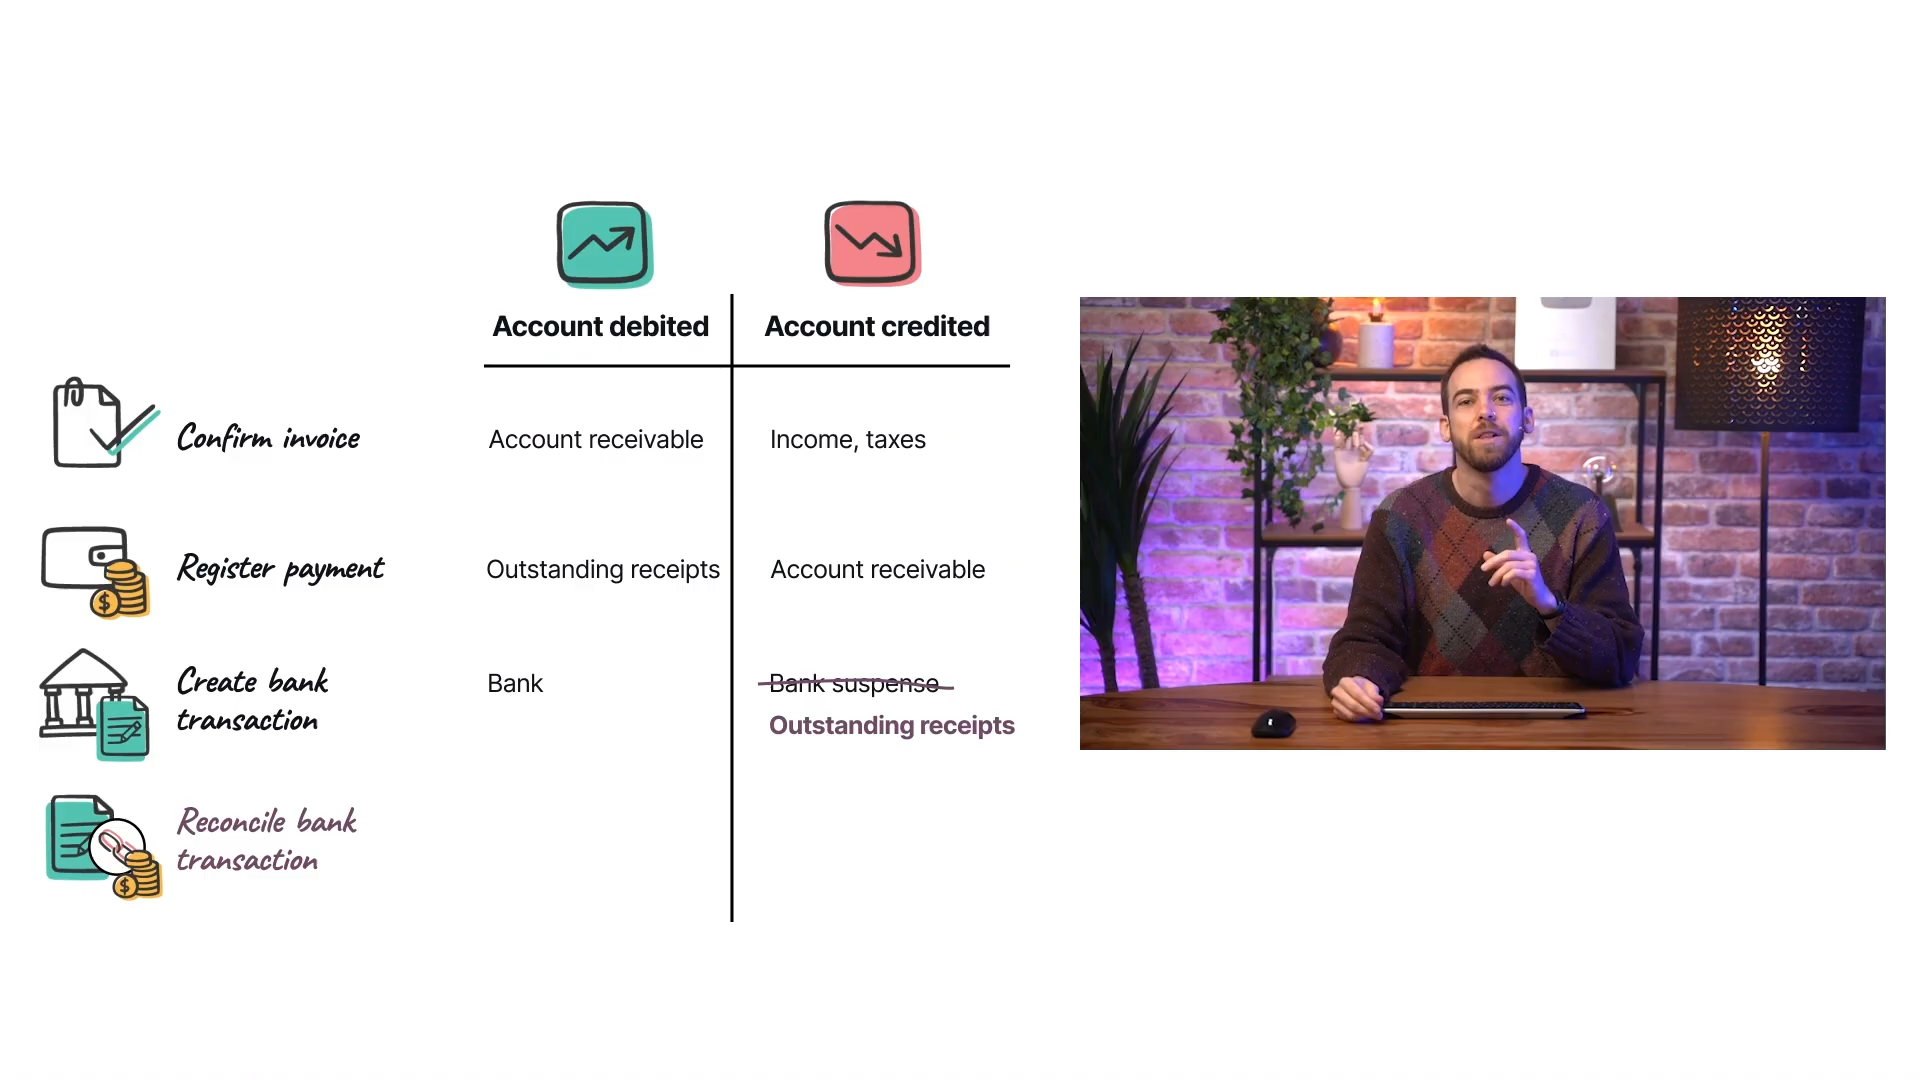 Account debited
Account credited
Confirm invoice
Account receivable
Income, taxes
Register payment
Outstanding receipts
Account receivable
Create bank
transaction
Bank
Bank suspense
Outstanding receipts
Reconcile bank
transaction